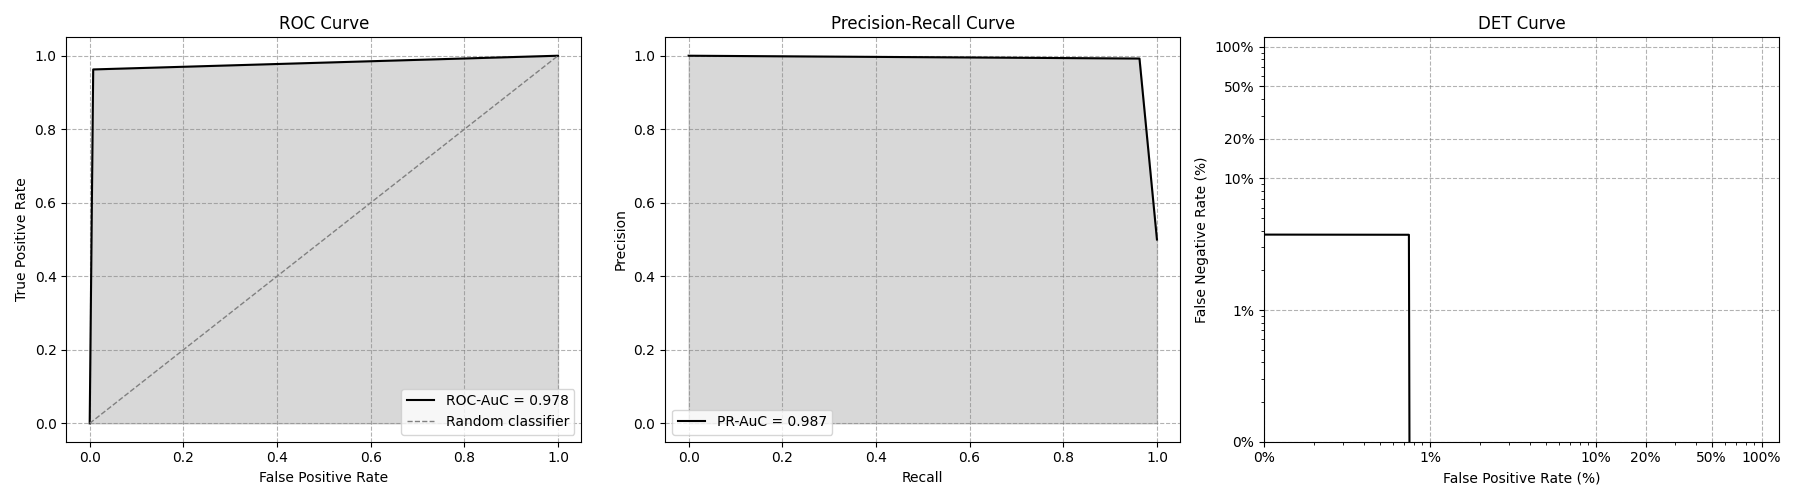 ROC Curve
True Positive Rate
1.0
0.8
0.6
0.4
0.2
0.0
0.0 0.2 0.4 0.6 0.8 1.0
False Positive Rate
ROC-AuC = 0.978
Random classifier
Precision-Recall Curve
Precision
1.0
0.8
0.6
0.4
0.2
0.0
0.0 0.2 0.4 0.6 0.8 1.0
Recall
PR-AuC = 0.987
DET Curve
False Negative Rate (%)
100%
50%
20%
10%
1%
0%
0% 1% 10% 20% 50% 100%
False Positive Rate (%)